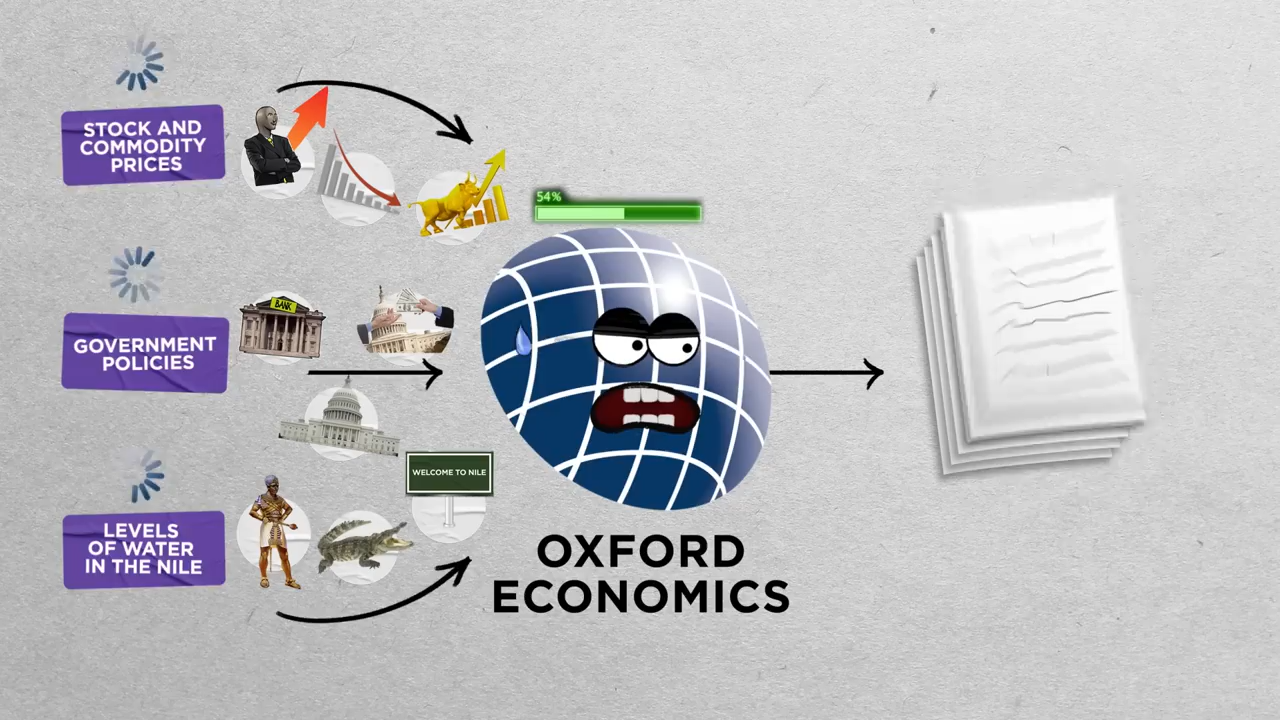 STOCK AND
COMMODITY
PRICES
54%
GOVERNMENT
POLICIES
BANK
WELCOME TO NILE
LEVELS
OF WATER
IN THE NILE
OXFORD
ECONOMICS